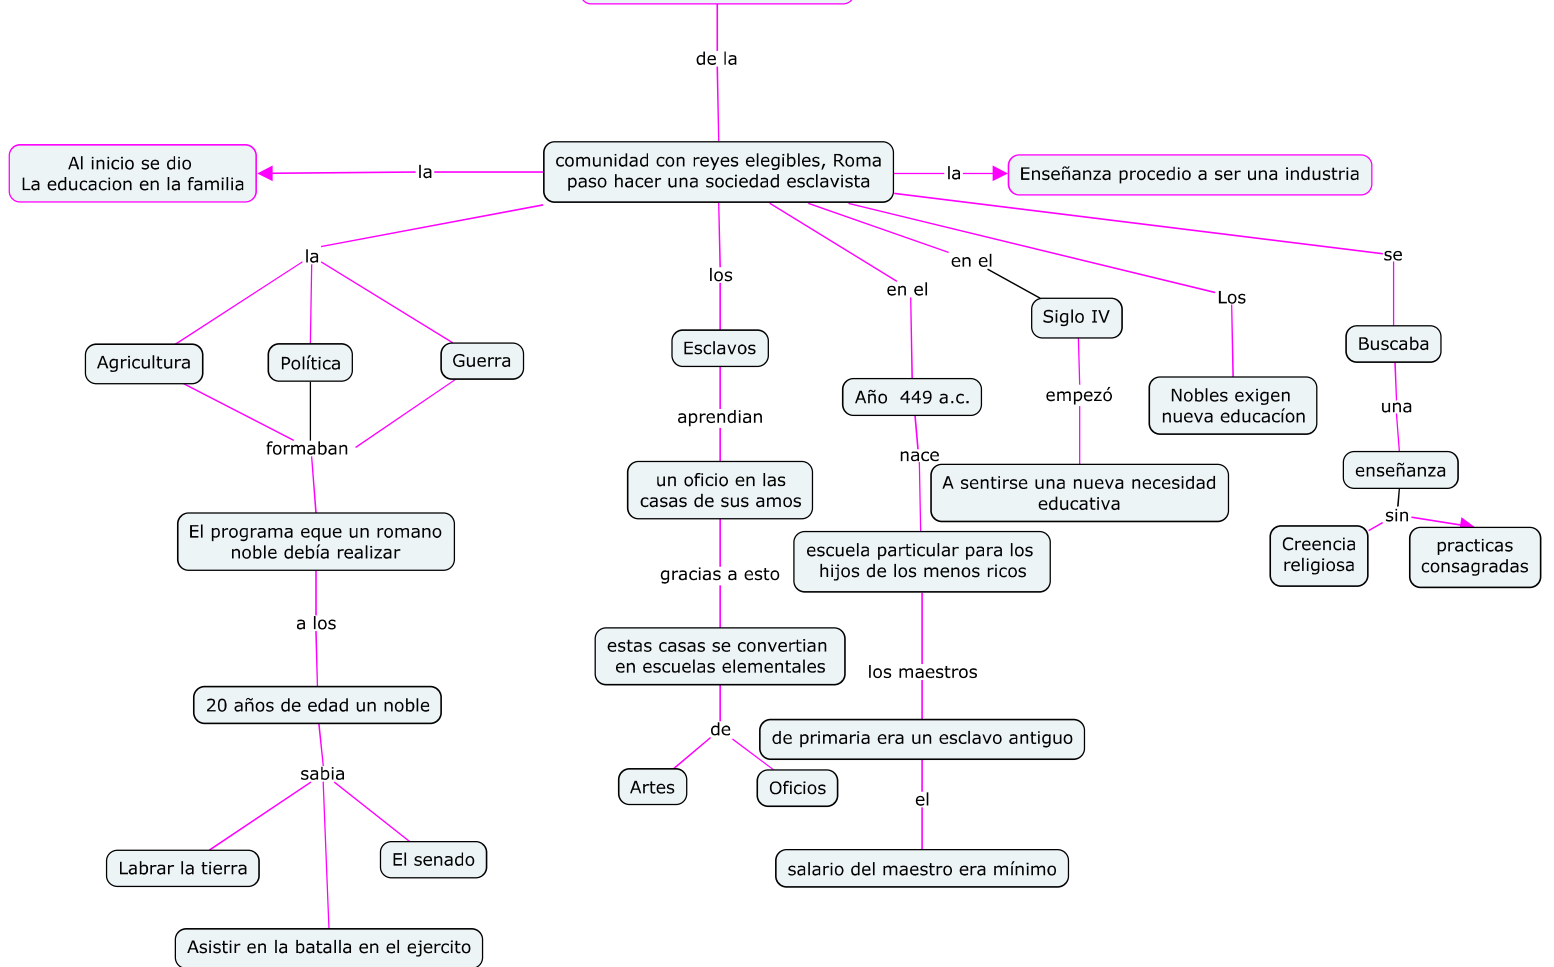 de la
comunidad con reyes elegibles, Roma
paso hacer una sociedad esclavista
Al inicio se dio
La educacion en la familia
la
la
Enseñanza procedio a ser una industria
la
Agricultura
Política
Guerra
formaban
El programa eque un romano
noble debía realizar
a los
20 años de edad un noble
sabia
Labrar la tierra
El senado
Asistir en la batalla en el ejercito
los
Esclavos
aprendian
un oficio en las
casas de sus amos
gracias a esto
estas casas se convertian
en escuelas elementales
de
Artes
Oficios
en el
Año  449 a.c.
nace
escuela particular para los
hijos de los menos ricos
los maestros
de primaria era un esclavo antiguo
el
salario del maestro era mínimo
en el
Siglo IV
empezó
A sentirse una nueva necesidad
educativa
Los
Nobles exigen
nueva educacíon
se
Buscaba
una
enseñanza
sin
Creencia
religiosa
practicas
consagradas